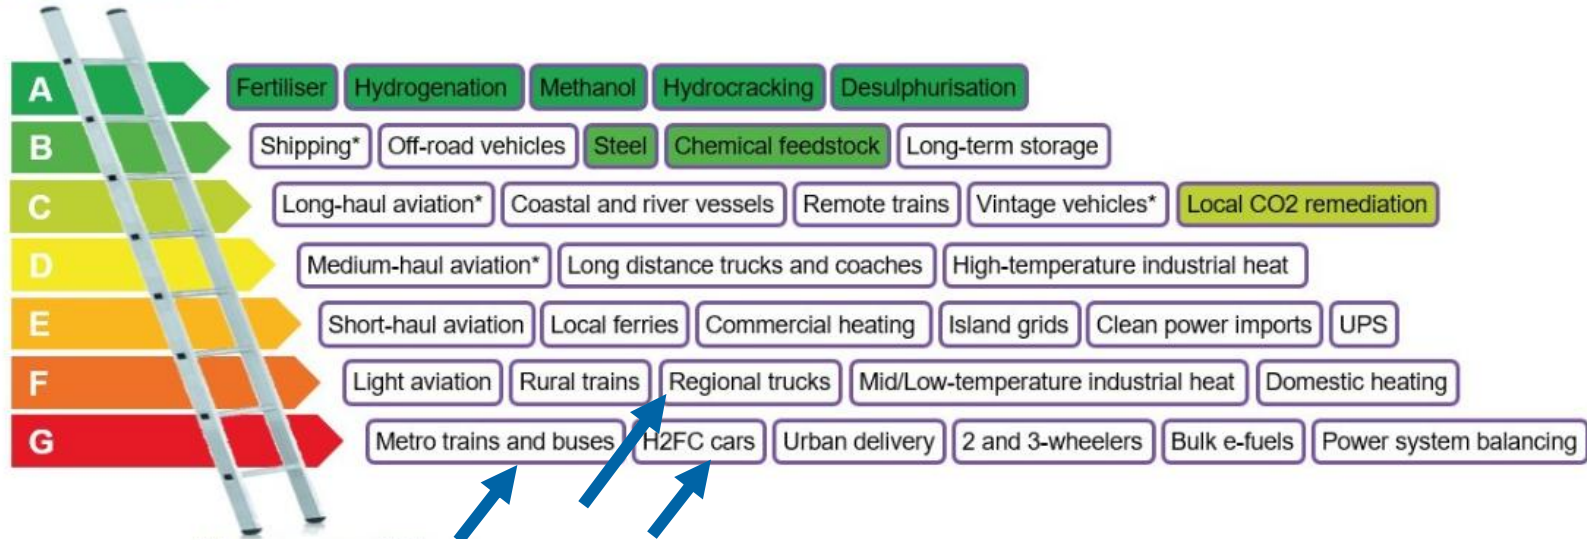 A Fertiliser Hydrogenation Methanol Hydrocracking Desulphurisation
B Shipping* Off-road vehicles Steel Chemical feedstock Long-term storage
C Long-haul aviation* Coastal and river vessels Remote trains Vintage vehicles* Local CO2 remediation
D Medium-haul aviation* Long distance trucks and coaches High-temperature industrial heat
E Short-haul aviation Local ferries Commercial heating Island grids Clean power imports UPS
F Light aviation Rural trains Regional trucks Mid/Low-temperature industrial heat Domestic heating
G Metro trains and buses H2FC cars Urban delivery 2 and 3-wheelers Bulk e-fuels Power system balancing